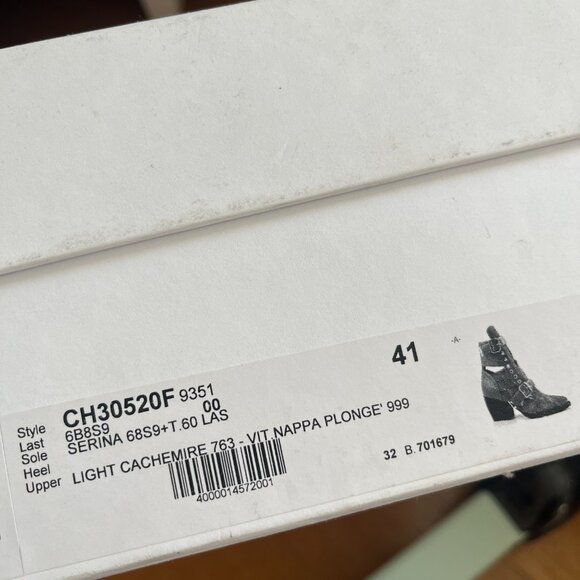 Style CH30520F 9351
Last 6B8S9 00
Sole SERINA 68S9+T.60 LAS
Heel
Upper LIGHT CACHEMIRE 763 - VIT NAPPA PLONGE' 999
4000014572001
41
-A-
32 B. 701679